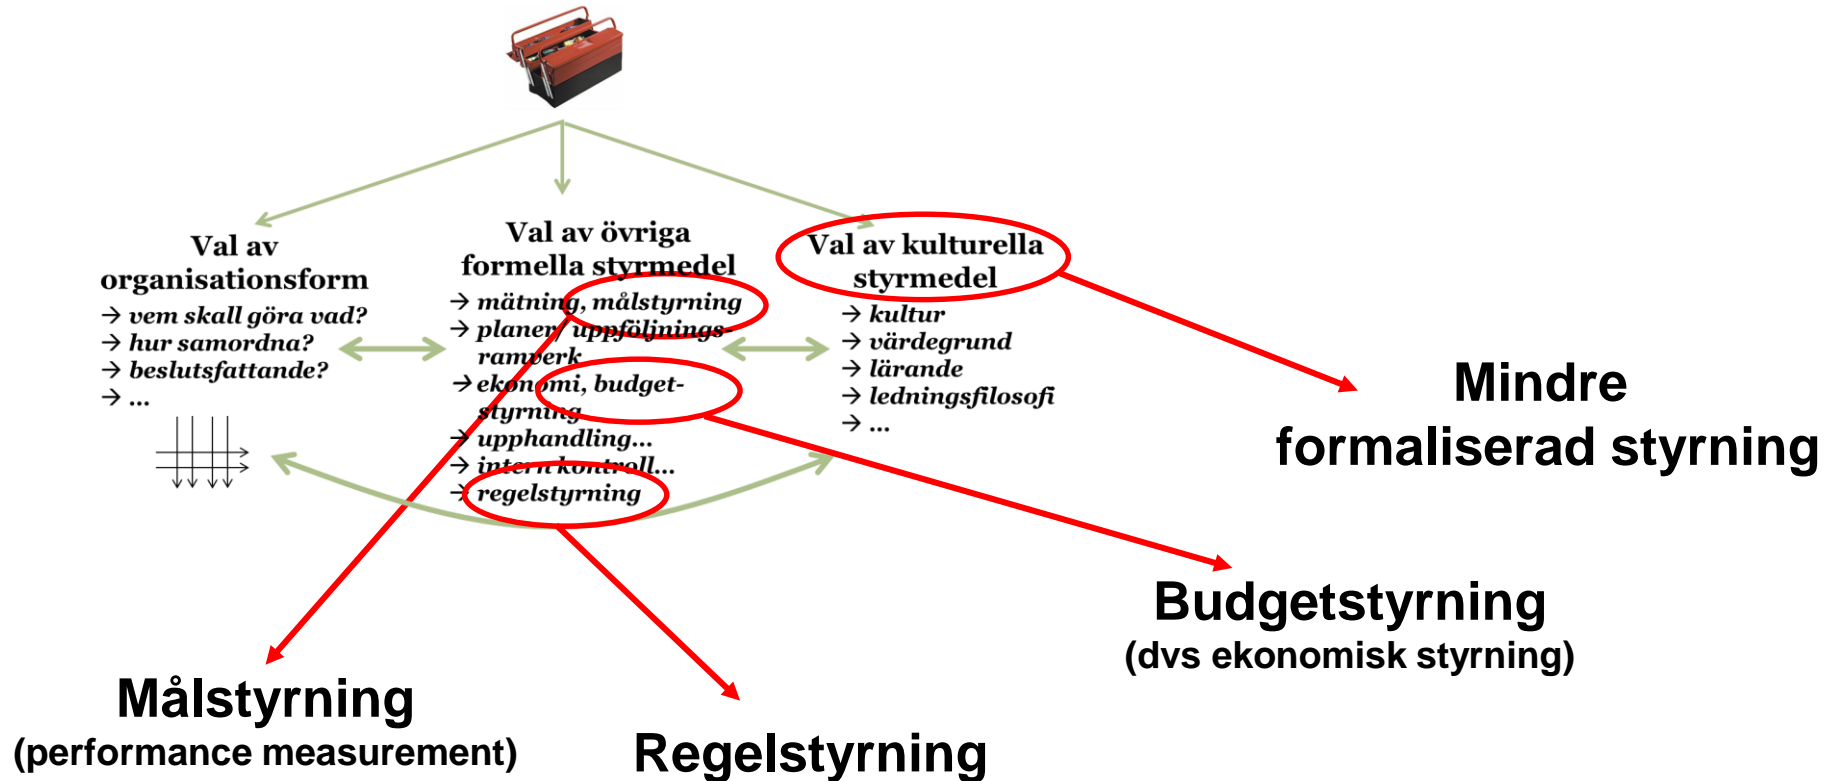 Val av
organisationsform
→ vem skall göra vad?
→ hur samordna?
→ beslutsfattande?
→ ...
Val av övriga
formella styrmedel
→ mätning, målstyrning
→ planer/ uppföljnings-
ramverk
→ ekonomi, budget-
styrning
→ upphandling...
→ intern kontroll...
→ regelstyrning
Val av kulturella
styrmedel
→ kultur
→ värdegrund
→ lärande
→ ledningsfilosofi
→ ...
Mindre
formaliserad styrning
Budgetstyrning
(dvs ekonomisk styrning)
Målstyrning
(performance measurement)
Regelstyrning